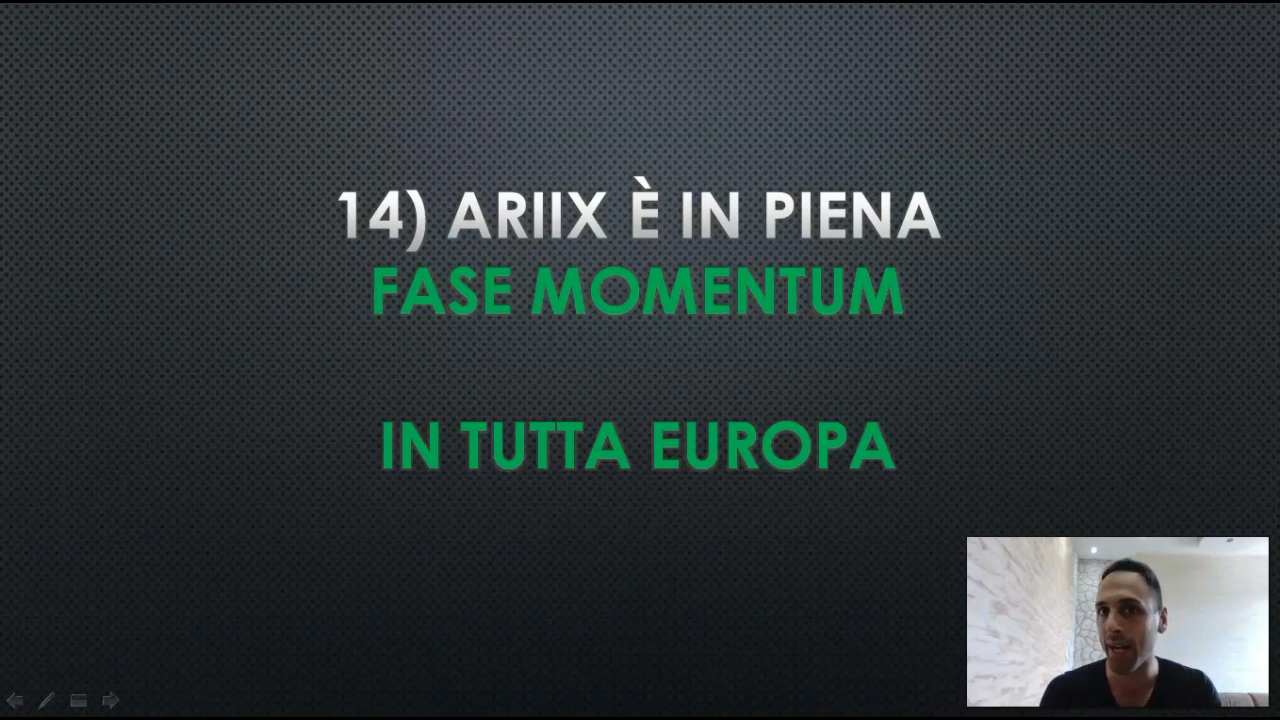 14) ARIIX È IN PIENA
FASE MOMENTUM
IN TUTTA EUROPA